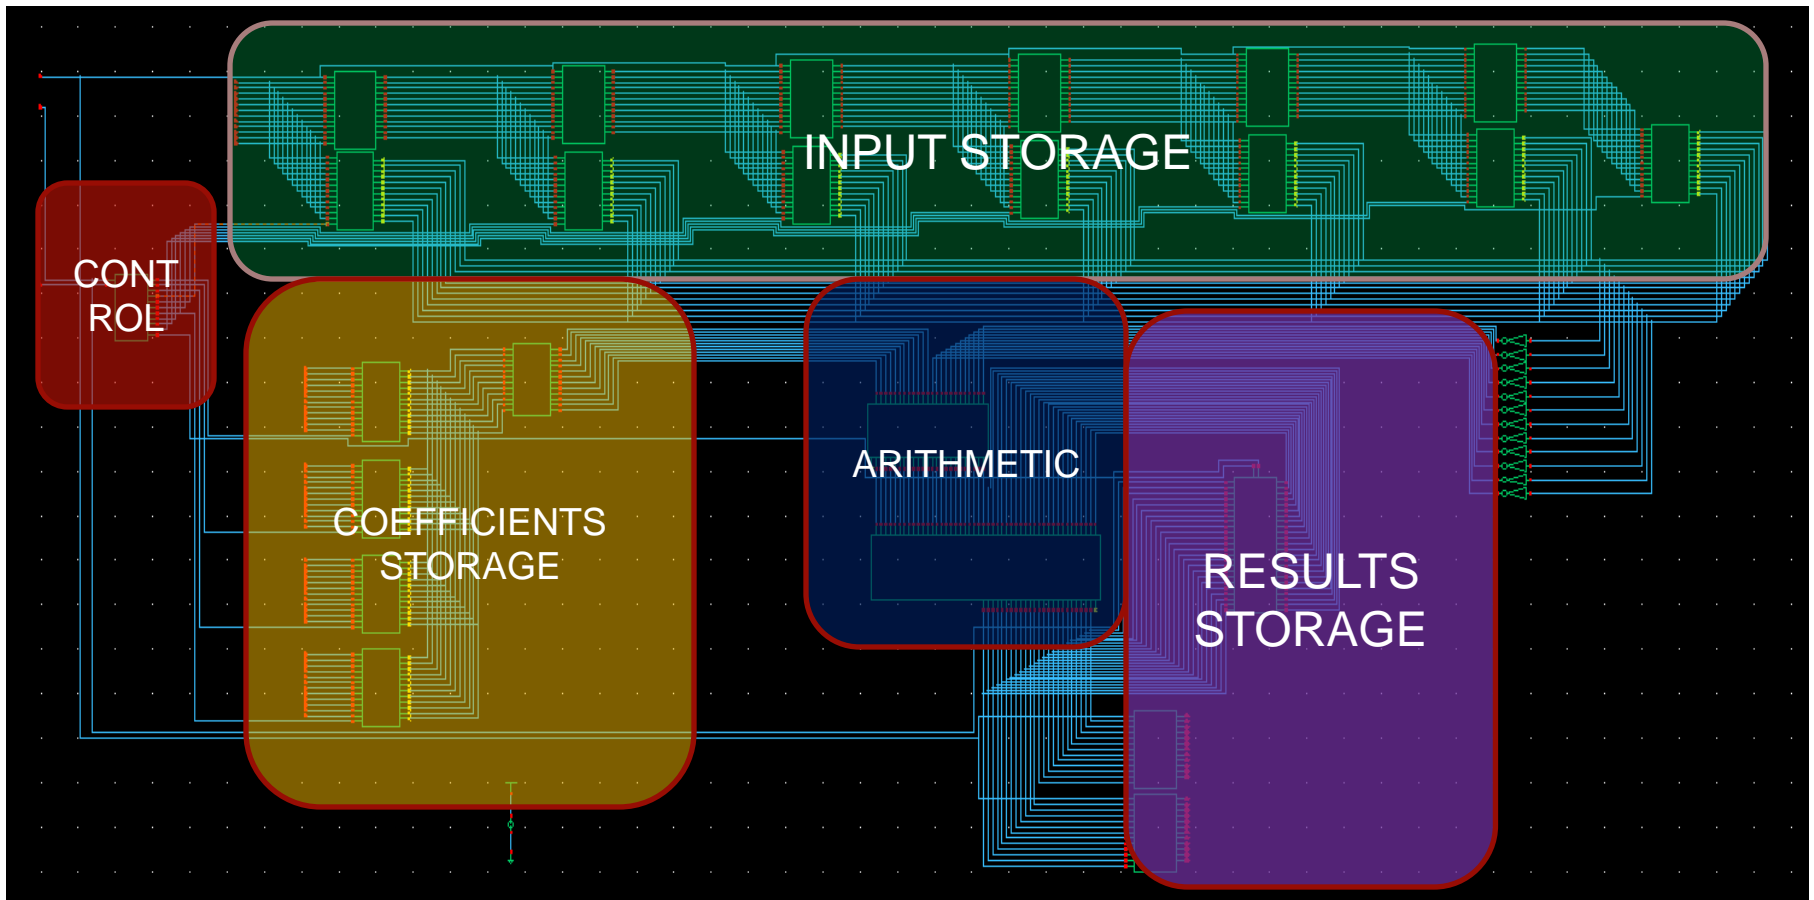 INPUT STORAGE
CONT
ROL
ARITHMETIC
COEFFICIENTS
STORAGE
RESULTS
STORAGE